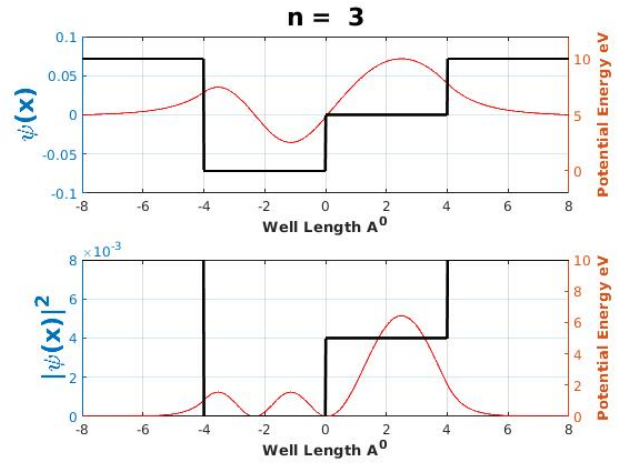 n = 3
0.1
0.05
0
-0.05
-0.1
ψ(x)
10
5
0
Potential Energy eV
-8 -6 -4 -2 0 2 4 6 8
Well Length A⁰
×10⁻³
8
6
4
2
0
|ψ(x)|²
10
8
6
4
2
0
Potential Energy eV
-8 -6 -4 -2 0 2 4 6 8
Well Length A⁰